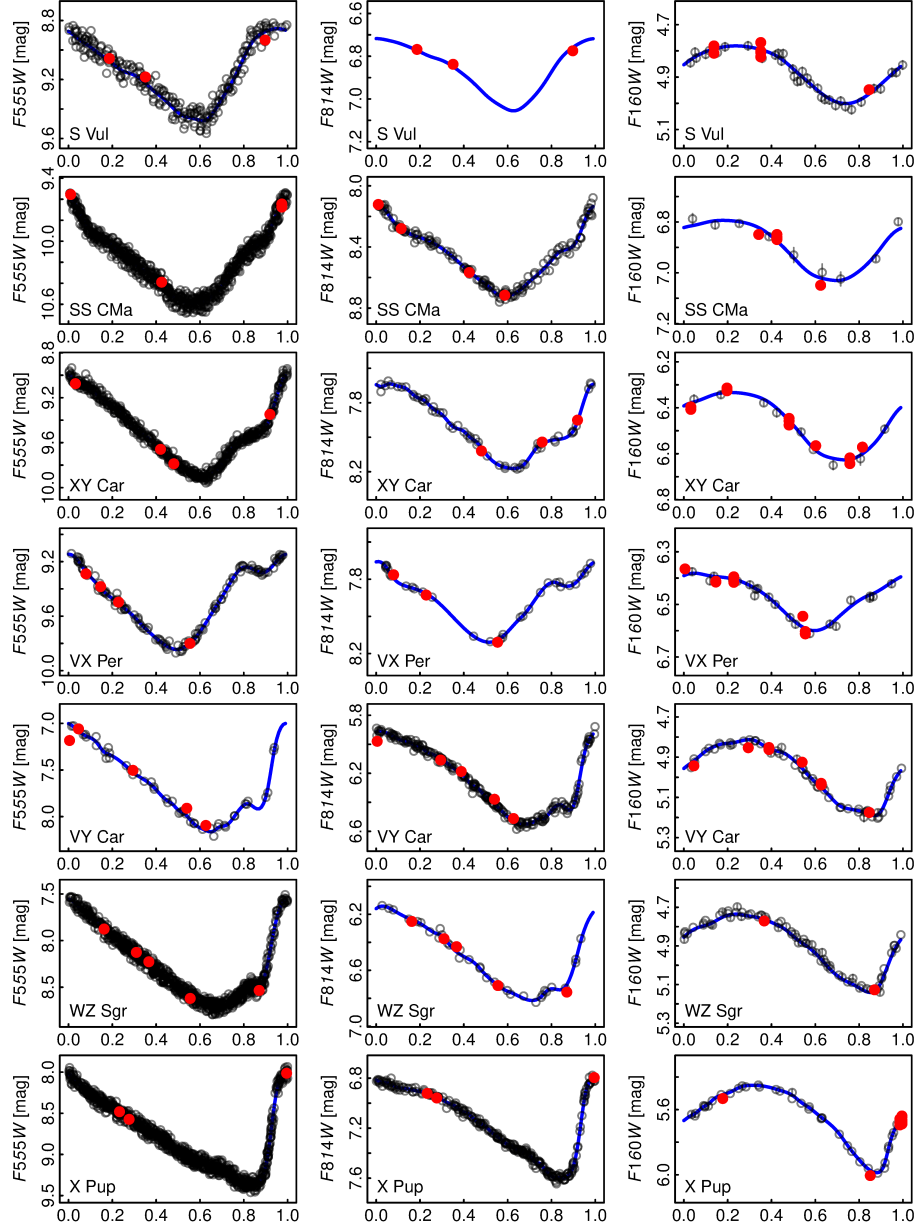 F555W [mag]
8.8 9.2 9.6
S Vul
0.0 0.2 0.4 0.6 0.8 1.0
F814W [mag]
6.6 6.8 7.0 7.2
S Vul
0.0 0.2 0.4 0.6 0.8 1.0
F160W [mag]
4.7 4.9 5.1
S Vul
0.0 0.2 0.4 0.6 0.8 1.0
F555W [mag]
9.4 10.0 10.6
SS CMa
0.0 0.2 0.4 0.6 0.8 1.0
F814W [mag]
8.0 8.4 8.8
SS CMa
0.0 0.2 0.4 0.6 0.8 1.0
F160W [mag]
6.8 7.0 7.2
SS CMa
0.0 0.2 0.4 0.6 0.8 1.0
F555W [mag]
8.8 9.2 9.6 10.0
XY Car
0.0 0.2 0.4 0.6 0.8 1.0
F814W [mag]
7.8 8.2
XY Car
0.0 0.2 0.4 0.6 0.8 1.0
F160W [mag]
6.2 6.4 6.6 6.8
XY Car
0.0 0.2 0.4 0.6 0.8 1.0
F555W [mag]
9.2 9.6 10.0
VX Per
0.0 0.2 0.4 0.6 0.8 1.0
F814W [mag]
7.8 8.2
VX Per
0.0 0.2 0.4 0.6 0.8 1.0
F160W [mag]
6.3 6.5 6.7
VX Per
0.0 0.2 0.4 0.6 0.8 1.0
F555W [mag]
7.0 7.5 8.0
VY Car
0.0 0.2 0.4 0.6 0.8 1.0
F814W [mag]
5.8 6.2 6.6
VY Car
0.0 0.2 0.4 0.6 0.8 1.0
F160W [mag]
4.7 4.9 5.1 5.3
VY Car
0.0 0.2 0.4 0.6 0.8 1.0
F555W [mag]
7.5 8.0 8.5
WZ Sgr
0.0 0.2 0.4 0.6 0.8 1.0
F814W [mag]
6.2 6.6 7.0
WZ Sgr
0.0 0.2 0.4 0.6 0.8 1.0
F160W [mag]
4.7 4.9 5.1 5.3
WZ Sgr
0.0 0.2 0.4 0.6 0.8 1.0
F555W [mag]
8.0 8.5 9.0 9.5
X Pup
0.0 0.2 0.4 0.6 0.8 1.0
F814W [mag]
6.8 7.2 7.6
X Pup
0.0 0.2 0.4 0.6 0.8 1.0
F160W [mag]
5.6 6.0
X Pup
0.0 0.2 0.4 0.6 0.8 1.0